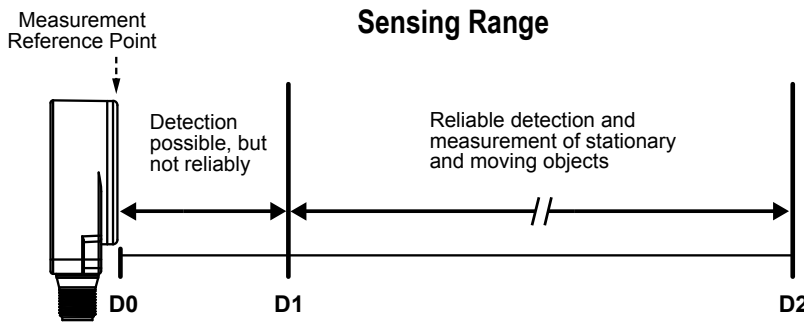 Sensing Range
Measurement
Reference Point
Detection
possible, but
not reliably
Reliable detection and
measurement of stationary
and moving objects
D0
D1
D2